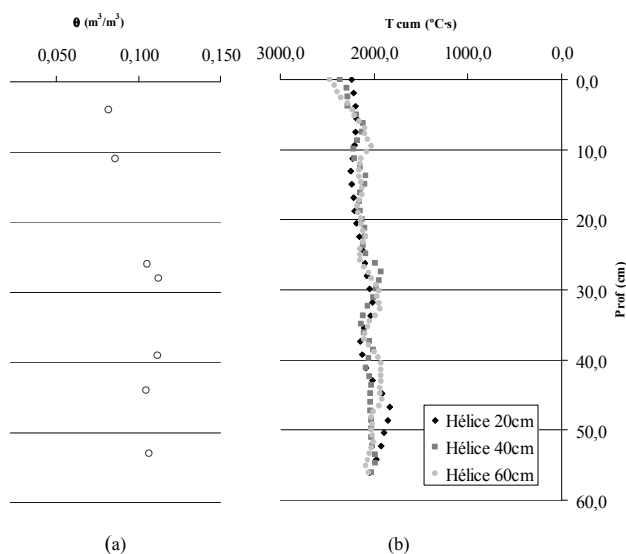 θ (m³/m³)
0,050 0,100 0,150
T cum (ºC·s)
3000,0 2000,0 1000,0 0,0
0,0
10,0
20,0
30,0
40,0
50,0
60,0
Prof (cm)
Hélice 20cm
Hélice 40cm
Hélice 60cm
(a)
(b)